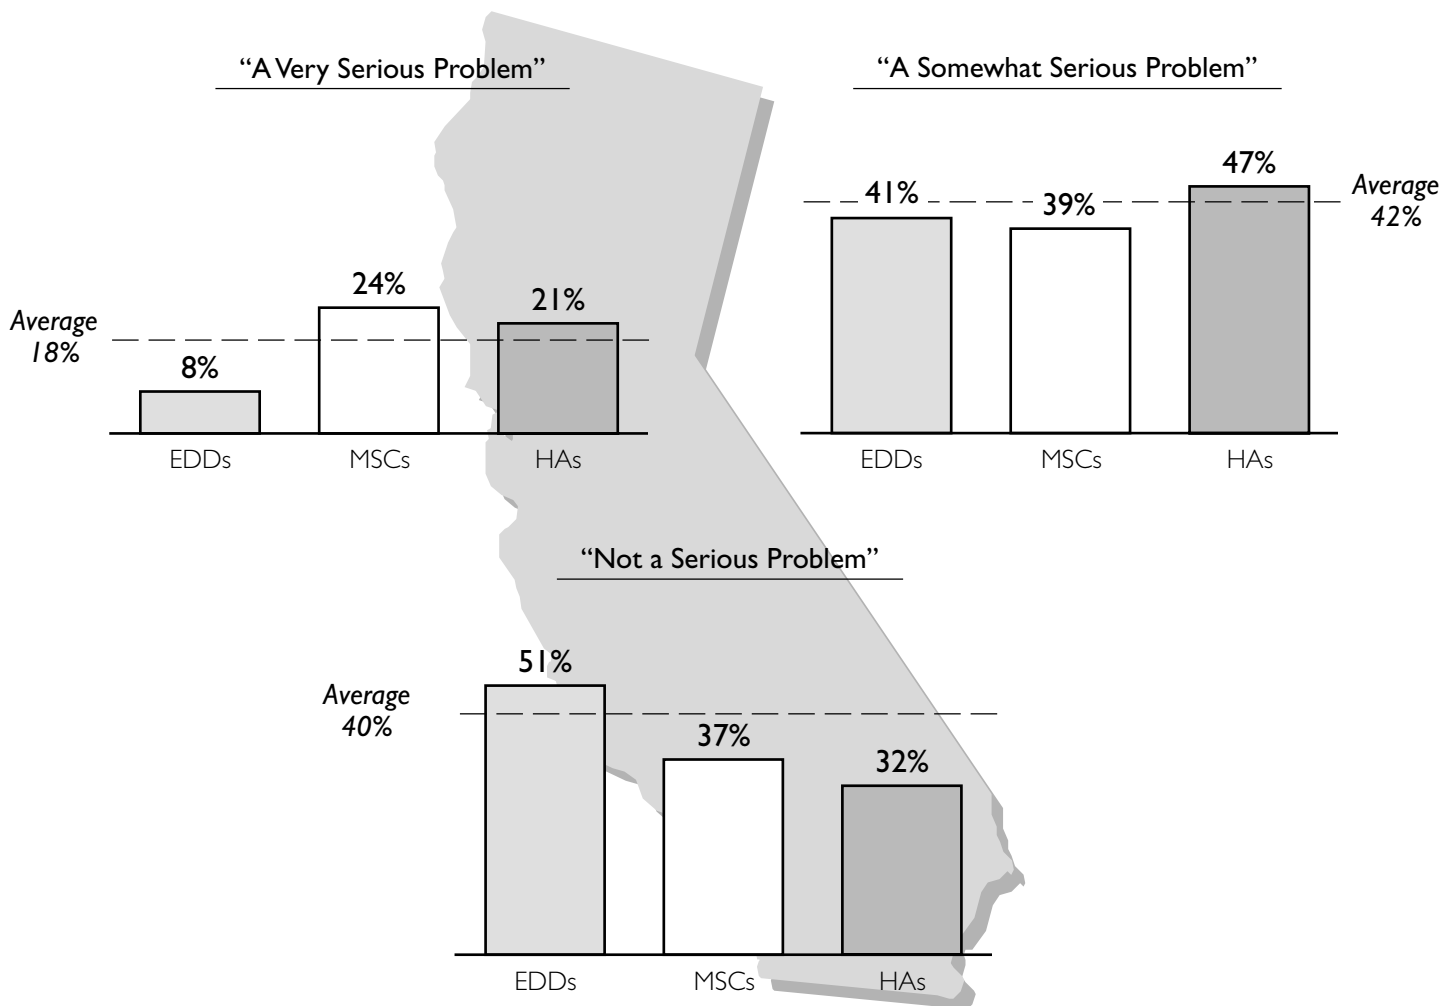 “A Very Serious Problem”
24%
21%
Average
18%
8%
EDDs MSCs HAs
“A Somewhat Serious Problem”
47%
41%
39%
Average
42%
EDDs MSCs HAs
“Not a Serious Problem”
51%
Average
40%
37%
32%
EDDs MSCs HAs